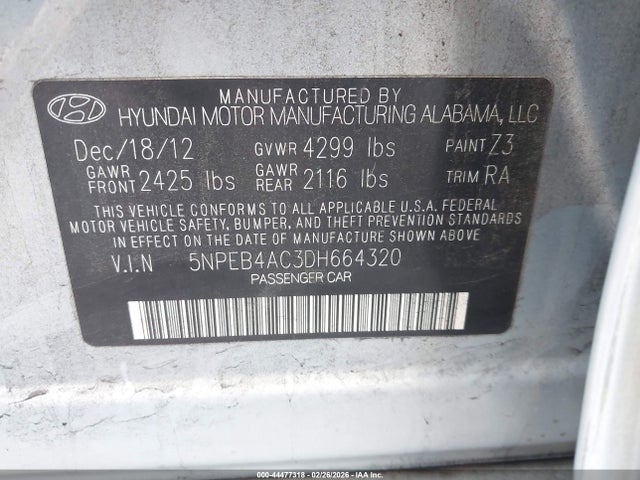 MANUFACTURED BY
HYUNDAI MOTOR MANUFACTURING ALABAMA, LLC
Dec/18/12 GVWR 4299 lbs PAINT Z3
GAWR FRONT 2425 lbs GAWR REAR 2116 lbs TRIM RA
THIS VEHICLE CONFORMS TO ALL APPLICABLE U.S.A. FEDERAL
MOTOR VEHICLE SAFETY, BUMPER, AND THEFT PREVENTION STANDARDS
IN EFFECT ON THE DATE OF MANUFACTURE SHOWN ABOVE.
V.I.N 5NPEB4AC3DH664320
PASSENGER CAR
000-44477318 | 02/26/2026 - IAA Inc.